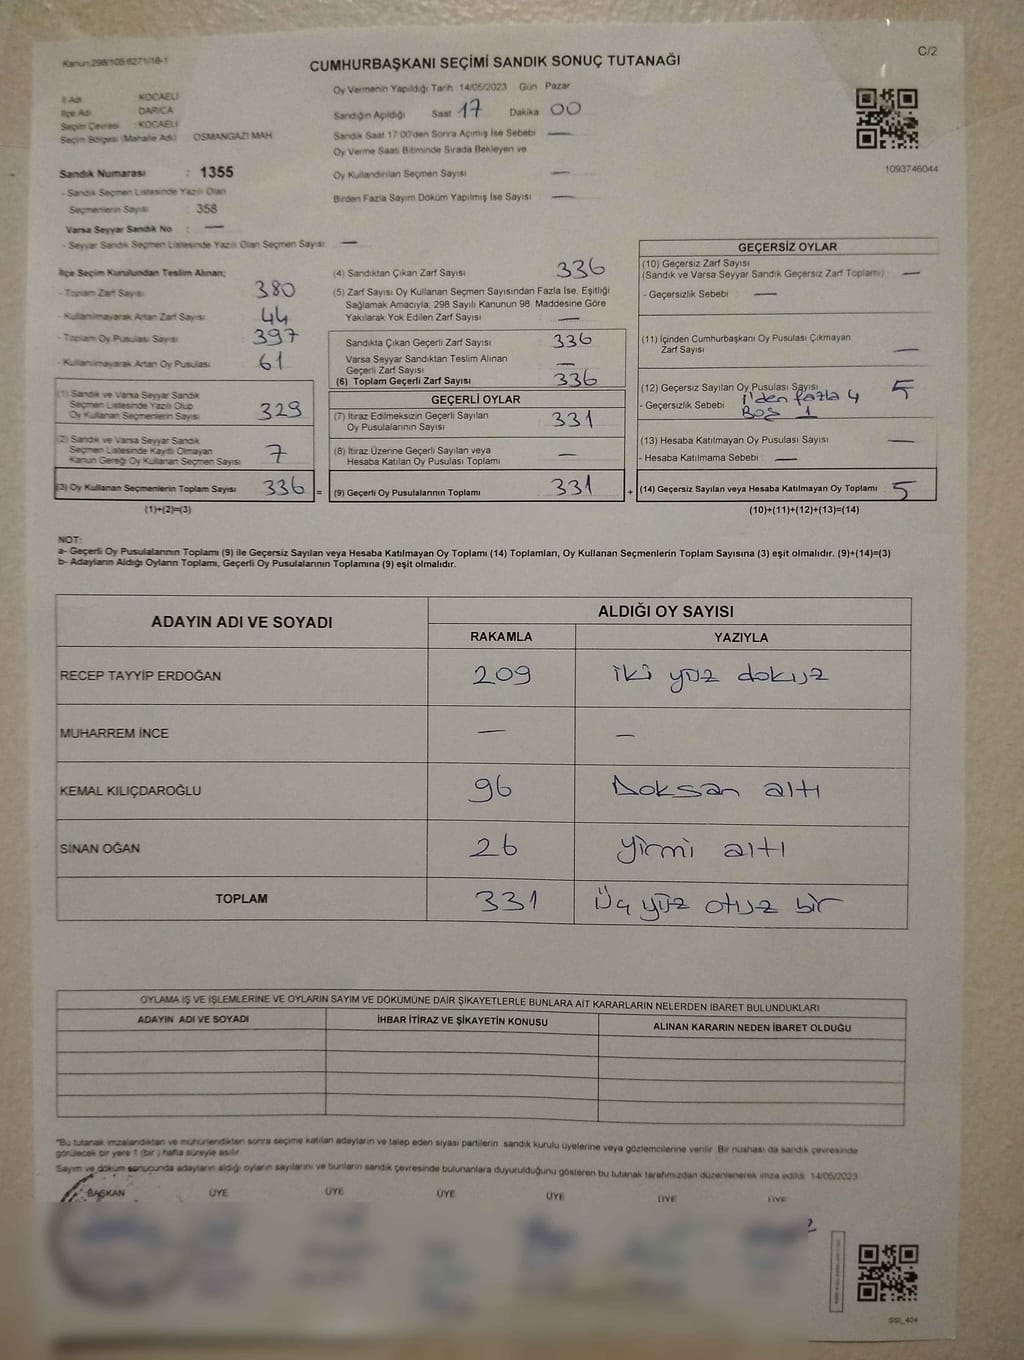 Kanun:298/105 6271/16-1
C/2
CUMHURBAŞKANI SEÇİMİ SANDIK SONUÇ TUTANAĞI
İl Adı KOCAELİ
İlçe Adı DARICA
Seçim Çevresi : KOCAELİ
Seçim Bölgesi (Mahalle Adı) OSMANGAZİ MAH.
Sandık Numarası : 1355
- Sandık Seçmen Listesinde Yazılı Olan
Seçmenlerin Sayısı : 358
Varsa Seyyar Sandık No : —
- Seyyar Sandık Seçmen Listesinde Yazılı Olan Seçmen Sayısı: —
Oy Vermenin Yapıldığı Tarih 14/05/2023 Gün Pazar
Sandığın Açıldığı Saat 17 Dakika 00
Sandık Saat 17:00'den Sonra Açımış İse Sebebi —
Oy Verme Saati Bitiminde Sırada Bekleyen ve
Oy Kullandırılan Seçmen Sayısı —
Birden Fazla Sayım Döküm Yapılmış İse Sayısı —
1093746044
İlçe Seçim Kurulundan Teslim Alınan;
- Toplam Zarf Sayısı 380
- Kullanılmayarak Artan Zarf Sayısı 44
- Toplam Oy Pusulası Sayısı 397
- Kullanılmayarak Artan Oy Pusulası 61
(1) Sandık ve Varsa Seyyar Sandık
Seçmen Listesinde Yazılı Olup
Oy Kullanan Seçmenlerin Sayısı 329
(2) Sandık ve Varsa Seyyar Sandık
Seçmen Listesinde Kayıtlı Olmayan
Kanun Gereği Oy Kullanan Seçmen Sayısı 7
(3) Oy Kullanan Seçmenlerin Toplam Sayısı 336 =
(1)+(2)=(3)
(4) Sandıktan Çıkan Zarf Sayısı 336
(5) Zarf Sayısı Oy Kullanan Seçmen Sayısından Fazla İse, Eşitliği
Sağlamak Amacıyla, 298 Sayılı Kanunun 98. Maddesine Göre
Yakılarak Yok Edilen Zarf Sayısı —
Sandıkta Çıkan Geçerli Zarf Sayısı 336
Varsa Seyyar Sandıktan Teslim Alınan
Geçerli Zarf Sayısı —
(6) Toplam Geçerli Zarf Sayısı 336
GEÇERLİ OYLAR
(7) İtiraz Edilmeksizin Geçerli Sayılan
Oy Pusulalarının Sayısı 331
(8) İtiraz Üzerine Geçerli Sayılan veya
Hesaba Katılan Oy Pusulası Toplamı —
(9) Geçerli Oy Pusulalarının Toplamı 331 +
GEÇERSİZ OYLAR
(10) Geçersiz Zarf Sayısı
(Sandık ve Varsa Seyyar Sandık Geçersiz Zarf Toplamı) —
- Geçersizlik Sebebi —
(11) İçinden Cumhurbaşkanı Oy Pusulası Çıkmayan
Zarf Sayısı —
(12) Geçersiz Sayılan Oy Pusulası Sayısı 5
- Geçersizlik Sebebi 1'den fazla 4
Boş 1
(13) Hesaba Katılmayan Oy Pusulası Sayısı —
- Hesaba Katılmama Sebebi —
(14) Geçersiz Sayılan veya Hesaba Katılmayan Oy Toplamı 5
(10)+(11)+(12)+(13)=(14)
NOT:
a- Geçerli Oy Pusulalarının Toplamı (9) ile Geçersiz Sayılan veya Hesaba Katılmayan Oy Toplamı (14) Toplamları, Oy Kullanan Seçmenlerin Toplam Sayısına (3) eşit olmalıdır. (9)+(14)=(3)
b- Adayların Aldığı Oyların Toplamı, Geçerli Oy Pusulalarının Toplamına (9) eşit olmalıdır.
ADAYIN ADI VE SOYADI ALDIĞI OY SAYISI
RAKAMLA YAZIYLA
RECEP TAYYİP ERDOĞAN 209 iki yüz dokuz
MUHARREM İNCE — —
KEMAL KILIÇDAROĞLU 96 Doksan altı
SİNAN OĞAN 26 yirmi altı
TOPLAM 331 Üç yüz otuz bir
OYLAMA İŞ VE İŞLEMLERİNE VE OYLARIN SAYIM VE DÖKÜMÜNE DAİR ŞİKAYETLERLE BUNLARA AİT KARARLARIN NELERDEN İBARET BULUNDUKLARI
ADAYIN ADI VE SOYADI İHBAR İTİRAZ VE ŞİKAYETİN KONUSU ALINAN KARARIN NEDEN İBARET OLDUĞU
*Bu tutanak imzalandıktan ve mühürlendikten sonra seçime katılan adayların ve talep eden siyasi partilerin sandık kurulu üyelerine veya gözlemcilerine verilir. Bir nüshası da sandık çevresinde
görülecek bir yere 1 (bir) hafta süreyle asılır.
Sayım ve döküm sonucunda adayların aldığı oyların sayılarını ve bunların sandık çevresinde bulunanlara duyurulduğunu gösteren bu tutanak tarafımızdan düzenlenerek imza edildi. 14/05/2023
BAŞKAN ÜYE ÜYE ÜYE ÜYE ÜYE ÜYE
SSI_404